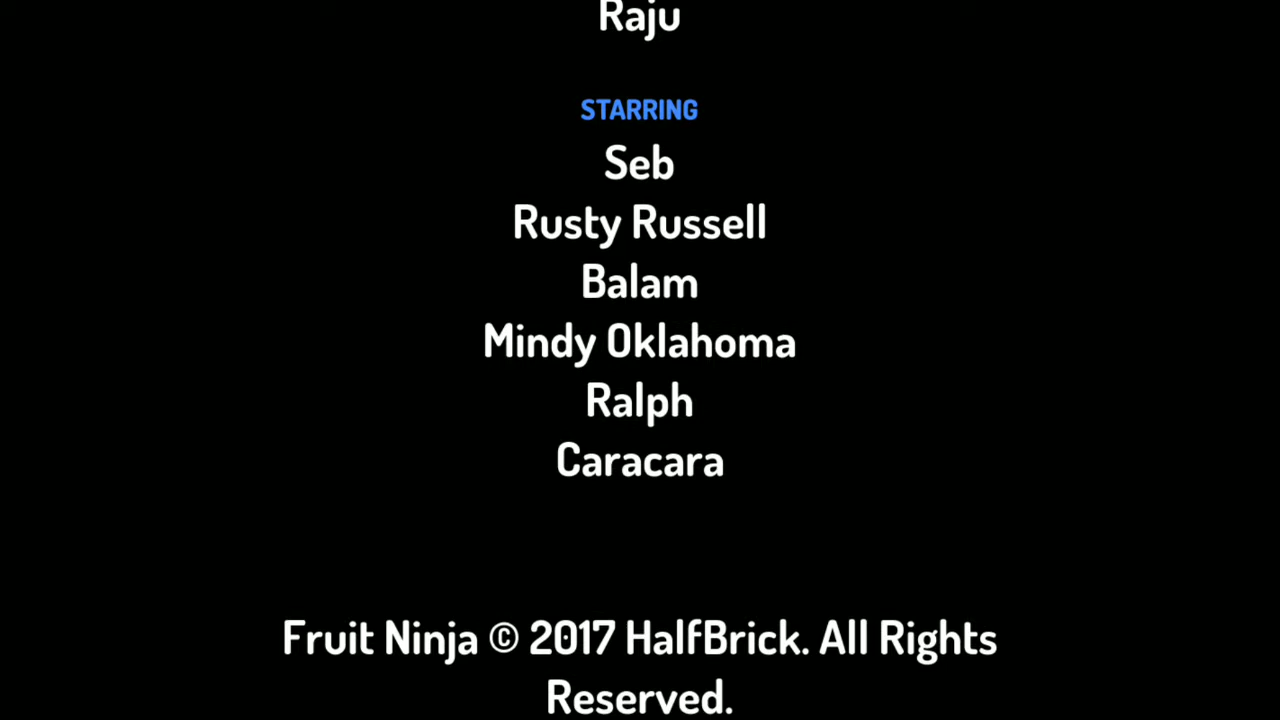 Raju
STARRING
Seb
Rusty Russell
Balam
Mindy Oklahoma
Ralph
Caracara
Fruit Ninja © 2017 HalfBrick. All Rights
Reserved.